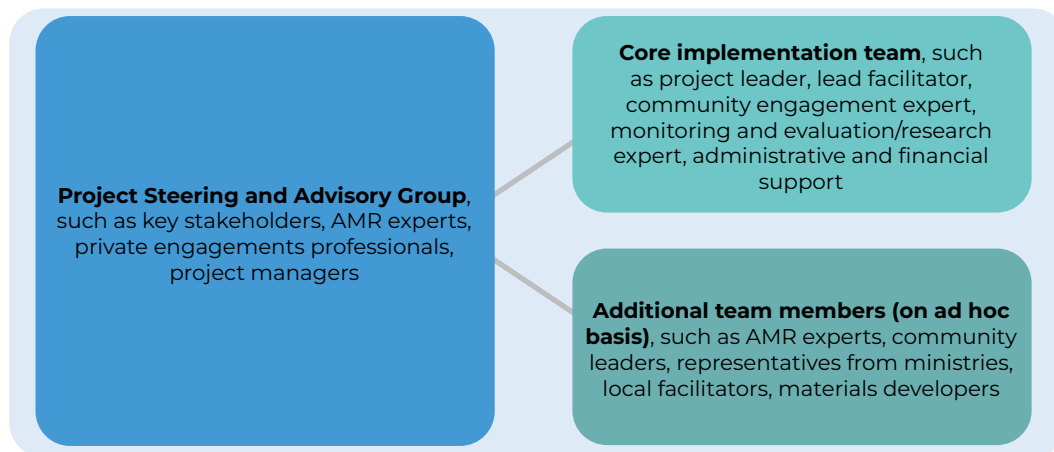 Project Steering and Advisory Group,
such as key stakeholders, AMR experts,
private engagements professionals,
project managers
Core implementation team, such
as project leader, lead facilitator,
community engagement expert,
monitoring and evaluation/research
expert, administrative and financial
support
Additional team members (on ad hoc
basis), such as AMR experts, community
leaders, representatives from ministries,
local facilitators, materials developers